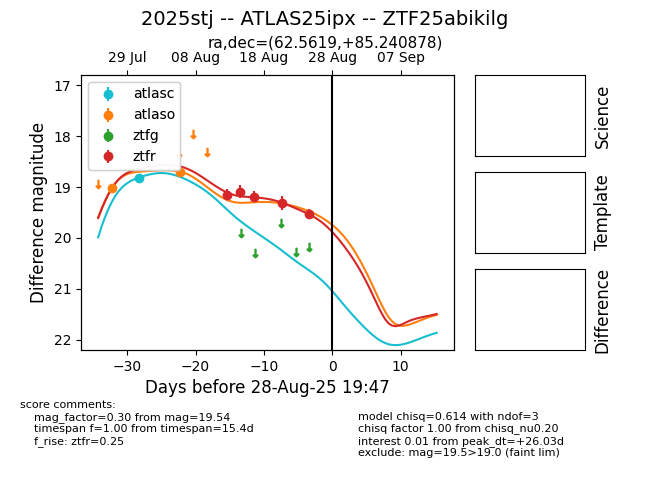 2025stj -- ATLAS25ipx -- ZTF25abikilg
ra,dec=(62.5619,+85.240878)
29 Jul 08 Aug 18 Aug 28 Aug 07 Sep
17
18
19
20
21
22
Difference magnitude
atlasc
atlaso
ztfg
ztfr
−30 −20 −10 0 10
Days before 28-Aug-25 19:47
Science
Template
Difference
score comments:
mag_factor=0.30 from mag=19.54
timespan f=1.00 from timespan=15.4d
f_rise: ztfr=0.25
model chisq=0.614 with ndof=3
chisq factor 1.00 from chisq_nu0.20
interest 0.01 from peak_dt=+26.03d
exclude: mag=19.5>19.0 (faint lim)